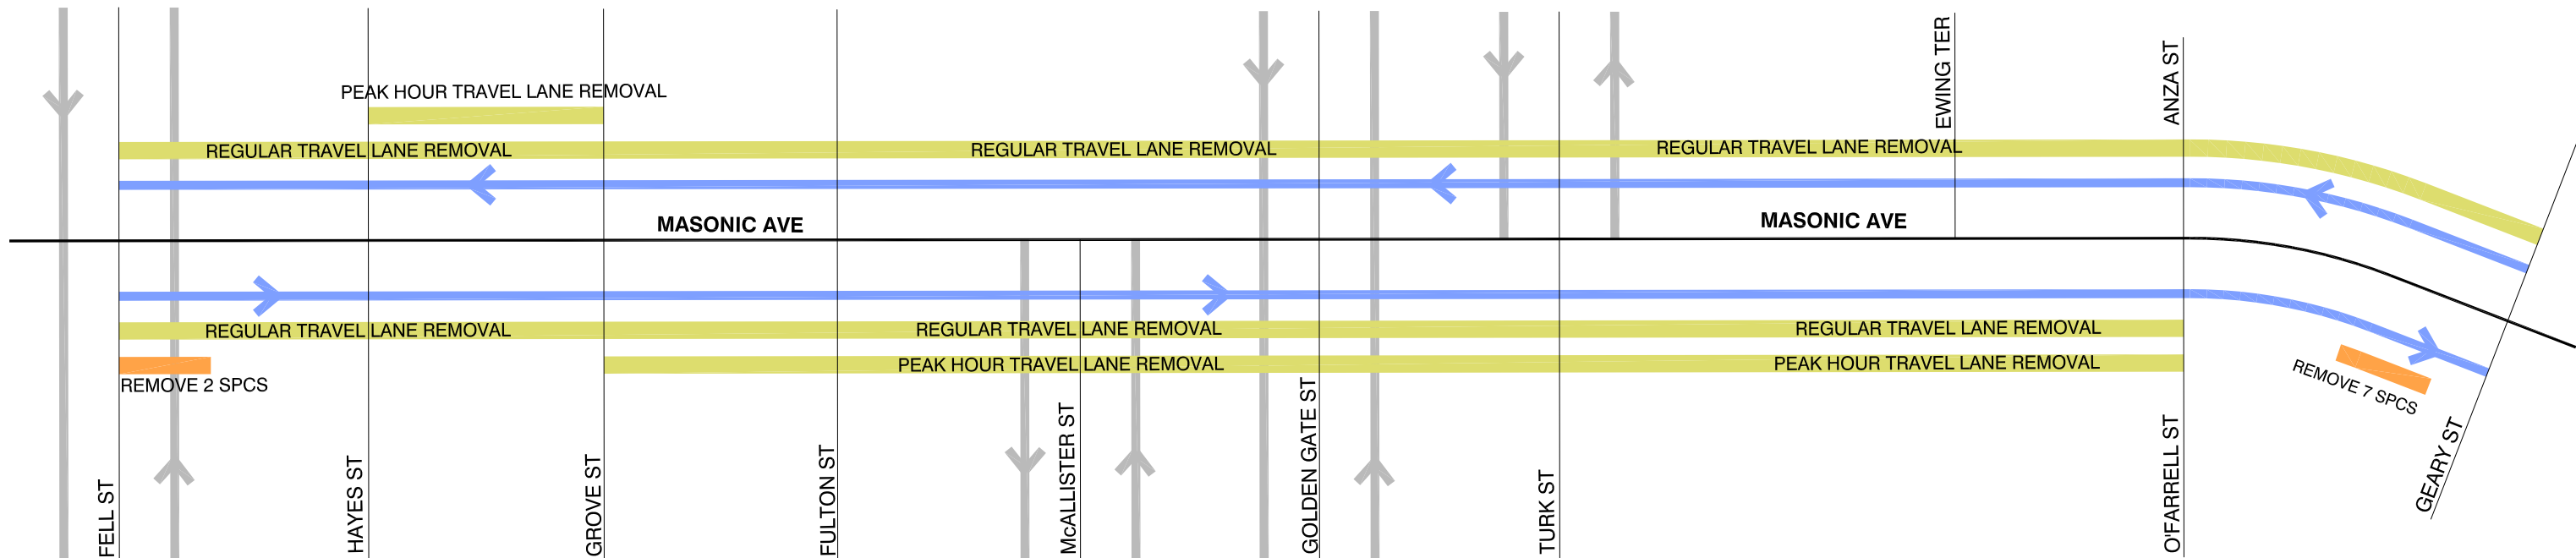 EWING TER
ANZA ST
PEAK HOUR TRAVEL LANE REMOVAL
REGULAR TRAVEL LANE REMOVAL
REGULAR TRAVEL LANE REMOVAL
REGULAR TRAVEL LANE REMOVAL
MASONIC AVE
MASONIC AVE
REGULAR TRAVEL LANE REMOVAL
REGULAR TRAVEL LANE REMOVAL
REGULAR TRAVEL LANE REMOVAL
PEAK HOUR TRAVEL LANE REMOVAL
PEAK HOUR TRAVEL LANE REMOVAL
REMOVE 2 SPCS
REMOVE 7 SPCS
FELL ST
HAYES ST
GROVE ST
FULTON ST
McALLISTER ST
GOLDEN GATE ST
TURK ST
O'FARRELL ST
GEARY ST